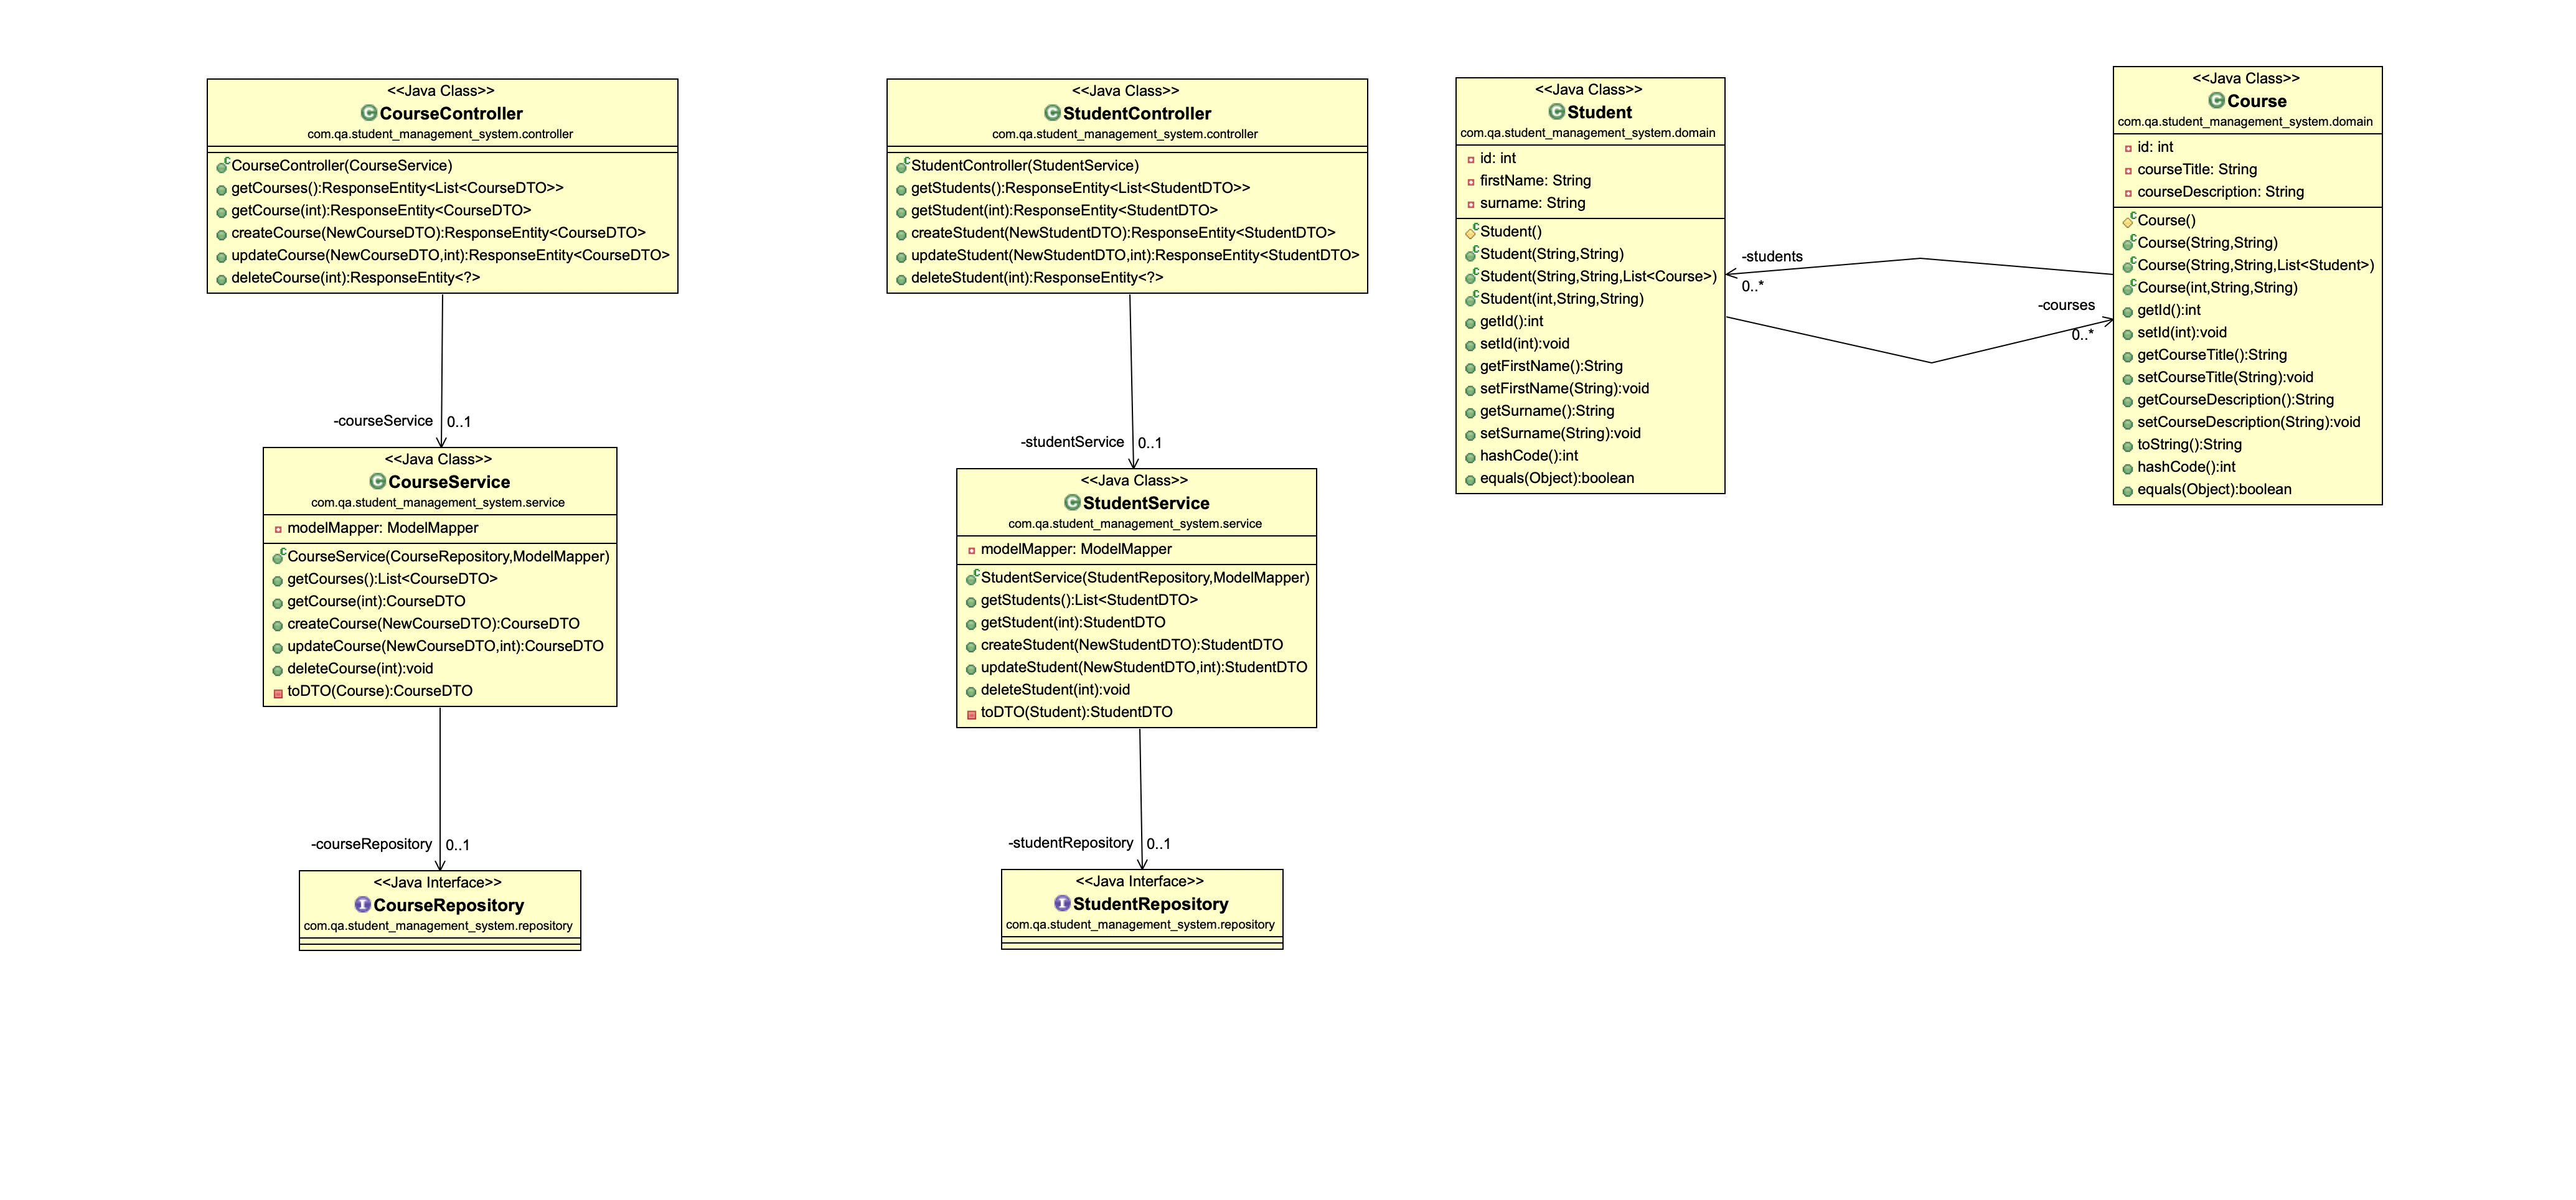 <<Java Class>>
CourseController
com.qa.student_management_system.controller
CourseController(CourseService)
getCourses():ResponseEntity<List<CourseDTO>>
getCourse(int):ResponseEntity<CourseDTO>
createCourse(NewCourseDTO):ResponseEntity<CourseDTO>
updateCourse(NewCourseDTO,int):ResponseEntity<CourseDTO>
deleteCourse(int):ResponseEntity<?>
-courseService 0..1
<<Java Class>>
CourseService
com.qa.student_management_system.service
modelMapper: ModelMapper
CourseService(CourseRepository,ModelMapper)
getCourses():List<CourseDTO>
getCourse(int):CourseDTO
createCourse(NewCourseDTO):CourseDTO
updateCourse(NewCourseDTO,int):CourseDTO
deleteCourse(int):void
toDTO(Course):CourseDTO
-courseRepository 0..1
<<Java Interface>>
CourseRepository
com.qa.student_management_system.repository
<<Java Class>>
StudentController
com.qa.student_management_system.controller
StudentController(StudentService)
getStudents():ResponseEntity<List<StudentDTO>>
getStudent(int):ResponseEntity<StudentDTO>
createStudent(NewStudentDTO):ResponseEntity<StudentDTO>
updateStudent(NewStudentDTO,int):ResponseEntity<StudentDTO>
deleteStudent(int):ResponseEntity<?>
-studentService 0..1
<<Java Class>>
StudentService
com.qa.student_management_system.service
modelMapper: ModelMapper
StudentService(StudentRepository,ModelMapper)
getStudents():List<StudentDTO>
getStudent(int):StudentDTO
createStudent(NewStudentDTO):StudentDTO
updateStudent(NewStudentDTO,int):StudentDTO
deleteStudent(int):void
toDTO(Student):StudentDTO
-studentRepository 0..1
<<Java Interface>>
StudentRepository
com.qa.student_management_system.repository
<<Java Class>>
Student
com.qa.student_management_system.domain
id: int
firstName: String
surname: String
Student()
Student(String,String)
Student(String,String,List<Course>)
Student(int,String,String)
getId():int
setId(int):void
getFirstName():String
setFirstName(String):void
getSurname():String
setSurname(String):void
hashCode():int
equals(Object):boolean
-students
0..*
-courses
0..*
<<Java Class>>
Course
com.qa.student_management_system.domain
id: int
courseTitle: String
courseDescription: String
Course()
Course(String,String)
Course(String,String,List<Student>)
Course(int,String,String)
getId():int
setId(int):void
getCourseTitle():String
setCourseTitle(String):void
getCourseDescription():String
setCourseDescription(String):void
toString():String
hashCode():int
equals(Object):boolean